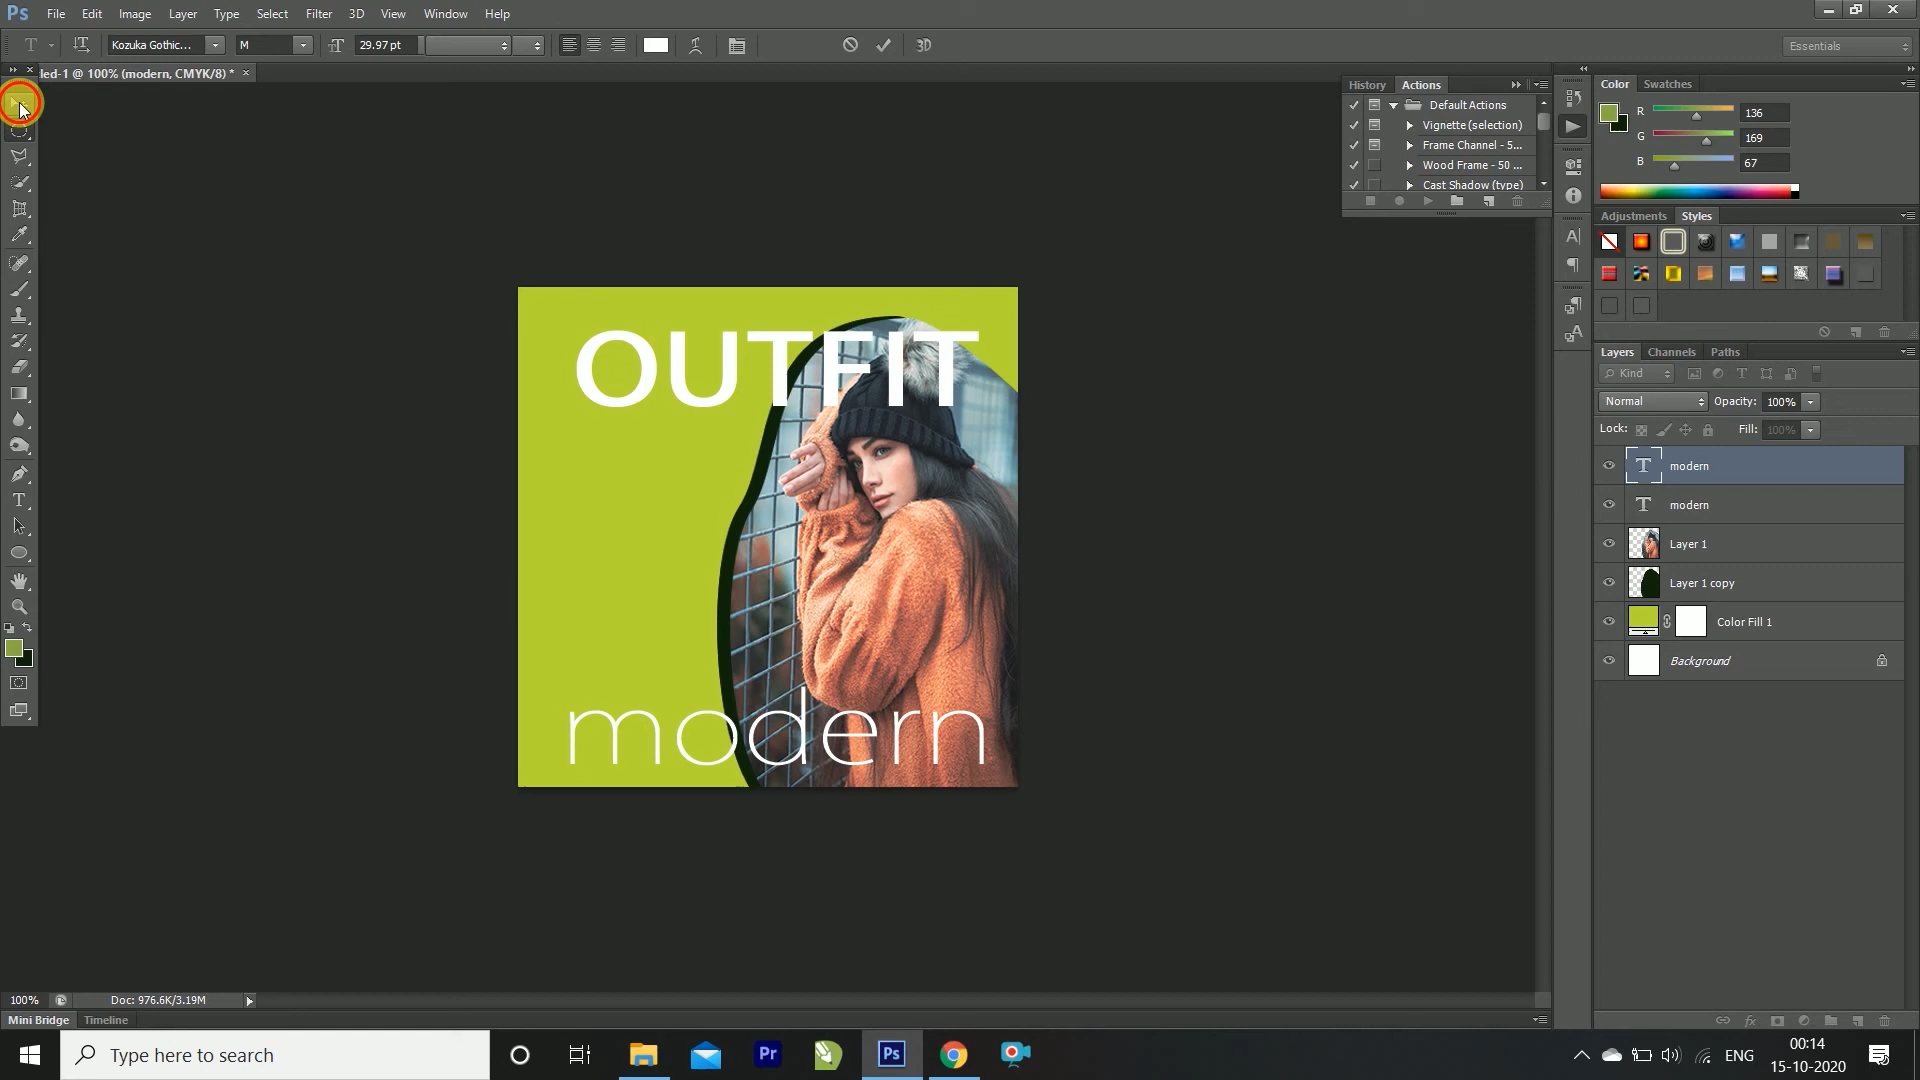 Ps File Edit Image Layer Type Select Filter 3D View Window Help
Kozuka Gothic... M 29.97 pt 3D Essentials
led-1 @ 100% (modern, CMYK/8) * ×
History Actions
Default Actions
Vignette (selection)
Frame Channel - 5...
Wood Frame - 50 ...
Cast Shadow (type)
Color Swatches
R 136
G 169
B 67
Adjustments Styles
Layers Channels Paths
Kind
Normal Opacity: 100%
Lock: Fill: 100%
modern
modern
Layer 1
Layer 1 copy
Color Fill 1
Background
OUTFIT
modern
100% Doc: 976.6K/3.19M
Mini Bridge Timeline
Type here to search
Pr
Ps
ENG
00:14
15-10-2020